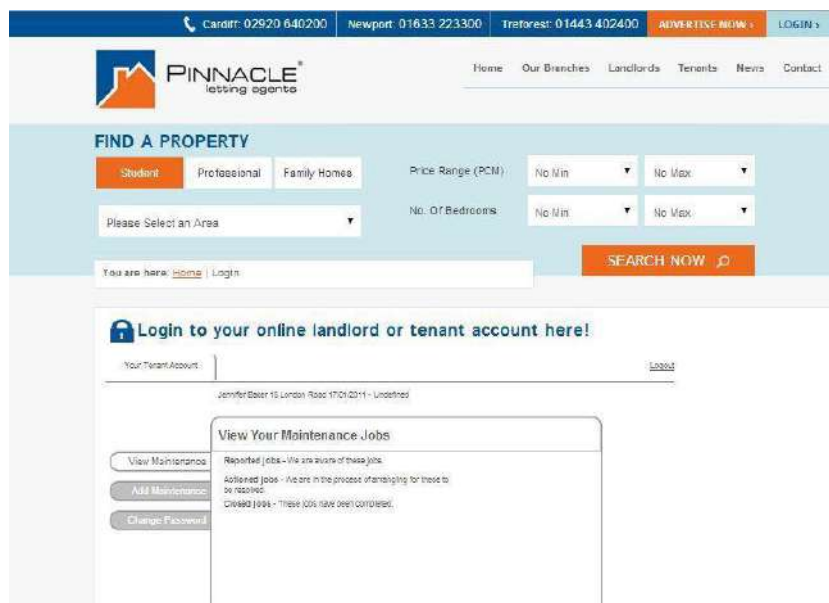 Cardiff: 02920 640200 Newport: 01633 223300 Treforest: 01443 402400 ADVERTISE NOW › LOGIN ›
PINNACLE®
letting agents
Home Our Branches Landlords Tenants News Contact
FIND A PROPERTY
Student Professional Family Homes
Price Range (PCM) No Min No Max
Please Select an Area
No. Of Bedrooms No Min No Max
SEARCH NOW
You are here: Home | Login
Login to your online landlord or tenant account here!
Your Tenant Account
Logout
Jennifer Baker 15 London Road 17/01/2011 - Undefined
View Your Maintenance Jobs
View Maintenance
Add Maintenance
Change Password
Reported jobs - We are aware of these jobs.
Actioned jobs - We are in the process of arranging for these to
be resolved.
Closed jobs - These jobs have been completed.